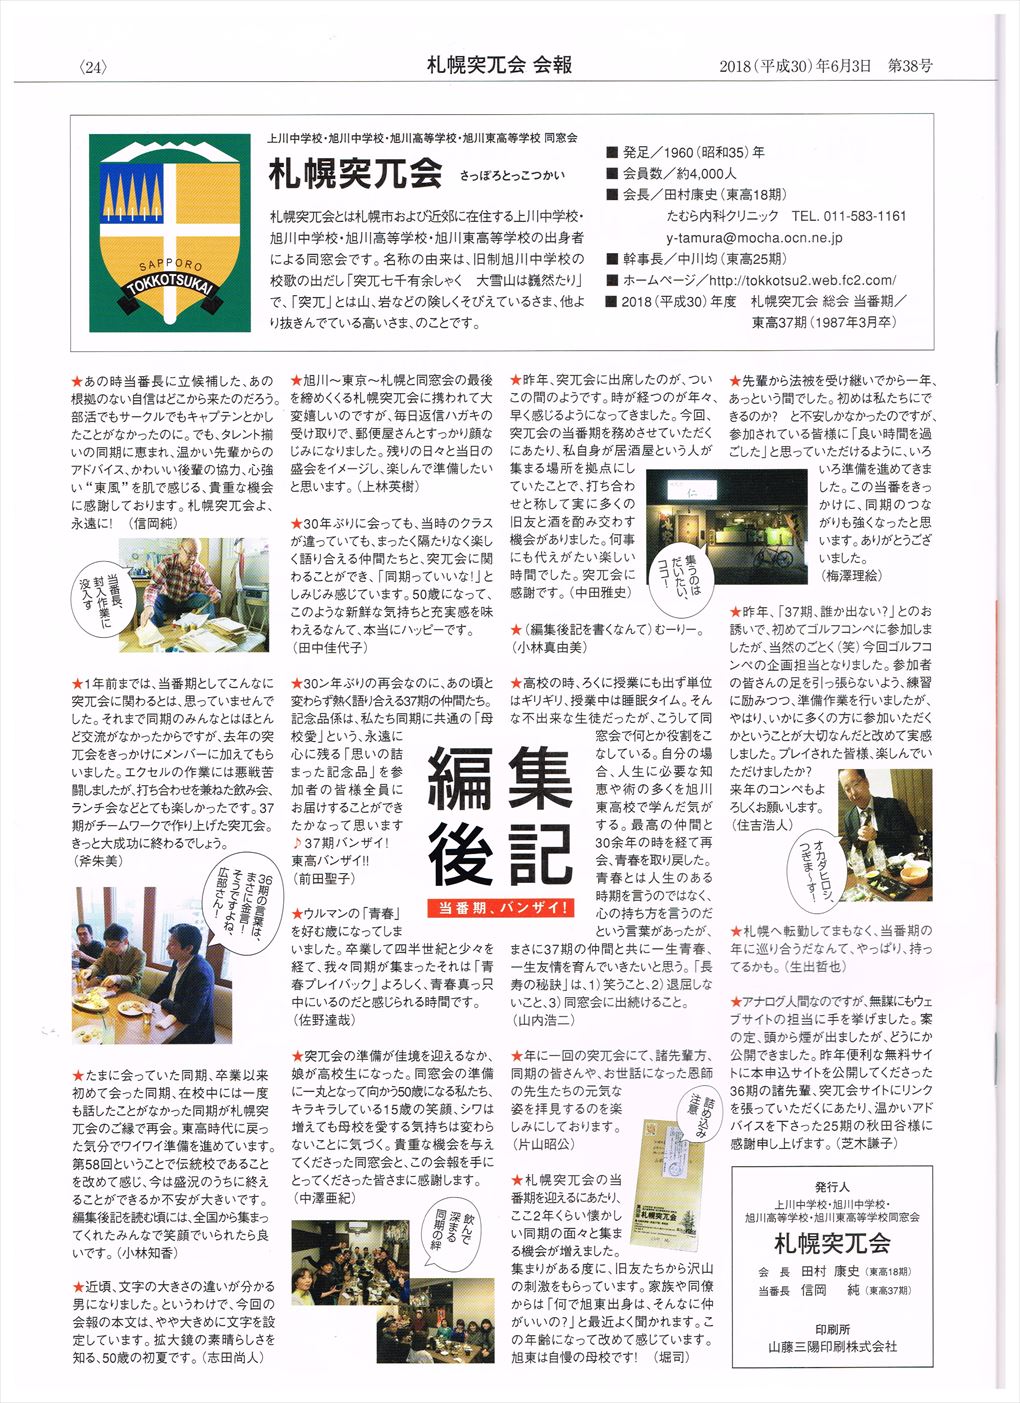 〈24〉
札幌突兀会 会報
2018（平成30）年6月3日　第38号
SAPPORO
TOKKOTSUKAI
上川中学校・旭川中学校・旭川高等学校・旭川東高等学校 同窓会
札幌突兀会　さっぽろとっこつかい
札幌突兀会とは札幌市および近郊に在住する上川中学校・
旭川中学校・旭川高等学校・旭川東高等学校の出身者
による同窓会です。名称の由来は、旧制旭川中学校の
校歌の出だし「突兀七千有余しゃく　大雪山は巍然たり」
で、「突兀」とは山、岩などの険しくそびえているさま、他よ
り抜きんでている高いさま、のことです。
■ 発足／1960（昭和35）年
■ 会員数／約4,000人
■ 会長／田村康史（東高18期）
たむら内科クリニック　TEL. 011-583-1161
y-tamura@mocha.ocn.ne.jp
■ 幹事長／中川均（東高25期）
■ ホームページ／http://tokkotsu2.web.fc2.com/
■ 2018（平成30）年度　札幌突兀会 総会 当番期／
東高37期（1987年3月卒）
★あの時当番長に立候補した、あの
根拠のない自信はどこから来たのだろう。
部活でもサークルでもキャプテンとかし
たことがなかったのに。でも、タレント揃
いの同期に恵まれ、温かい先輩からの
アドバイス、かわいい後輩の協力、心強
い“東風”を肌で感じる、貴重な機会
に感謝しております。札幌突兀会よ、
永遠に!　（信岡純）
当番長、
封入作業に
没入す
★1年前までは、当番期としてこんなに
突兀会に関わるとは、思っていませんで
した。それまで同期のみんなとはほとん
ど交流がなかったからですが、去年の突
兀会をきっかけにメンバーに加えてもら
いました。エクセルの作業には悪戦苦
闘しましたが、打ち合わせを兼ねた飲み会、
ランチ会などとても楽しかったです。37
期がチームワークで作り上げた突兀会。
きっと大成功に終わるでしょう。
（斧朱美）
36期の言葉は、
まさに金言！
そうですよね、
広部さん！
★たまに会っていた同期、卒業以来
初めて会った同期、在校中には一度
も話したことがなかった同期が札幌突
兀会のご縁で再会。東高時代に戻っ
た気分でワイワイ準備を進めています。
第58回ということで伝統校であること
を改めて感じ、今は盛況のうちに終え
ることができるか不安が大きいです。
編集後記を読む頃には、全国から集まっ
てくれたみんなで笑顔でいられたら良
いです。（小林知香）
★近頃、文字の大きさの違いが分かる
男になりました。というわけで、今回の
会報の本文は、やや大きめに文字を設
定しています。拡大鏡の素晴らしさを
知る、50歳の初夏です。（志田尚人）
★旭川〜東京〜札幌と同窓会の最後
を締めくくる札幌突兀会に携われて大
変嬉しいのですが、毎日返信ハガキの
受け取りで、郵便屋さんとすっかり顔な
じみになりました。残りの日々と当日の
盛会をイメージし、楽しんで準備したい
と思います。（上林英樹）
★30年ぶりに会っても、当時のクラス
が違っていても、まったく隔たりなく楽し
く語り合える仲間たちと、突兀会に関
わることができ、「同期っていいな!」と
しみじみ感じています。50歳になって、
このような新鮮な気持ちと充実感を味
わえるなんて、本当にハッピーです。
（田中佳代子）
★30ン年ぶりの再会なのに、あの頃と
変わらず熱く語り合える37期の仲間たち。
記念品係は、私たち同期に共通の「母
校愛」という、永遠に
心に残る「思いの詰
まった記念品」を参
加者の皆様全員に
お届けすることができ
たかなって思います
♪37期バンザイ!
東高バンザイ!!
（前田聖子）
★ウルマンの「青春」
を好む歳になってしま
いました。卒業して四半世紀と少々を
経て、我々同期が集まったそれは「青
春プレイバック」よろしく、青春真っ只
中にいるのだと感じられる時間です。
（佐野達哉）
★突兀会の準備が佳境を迎えるなか、
娘が高校生になった。同窓会の準備
に一丸となって向かう50歳になる私たち、
キラキラしている15歳の笑顔、シワは
増えても母校を愛する気持ちは変わら
ないことに気づく。貴重な機会を与え
てくださった同窓会と、この会報を手に
とってくださった皆さまに感謝します。
（中澤亜紀）
飲んで
深まる
同期の絆
★昨年、突兀会に出席したのが、つい
この間のようです。時が経つのが年々、
早く感じるようになってきました。今回、
突兀会の当番期を務めさせていただく
にあたり、私自身が居酒屋という人が
集まる場所を拠点にし
ていたことで、打ち合わ
せと称して実に多くの
旧友と酒を酌み交わす
機会がありました。何事
にも代えがたい楽しい
時間でした。突兀会に
感謝です。（中田雅史）
仁
集うのは
だいたい、
ココ！
★（編集後記を書くなんて）むーりー。
（小林真由美）
★高校の時、ろくに授業にも出ず単位
はギリギリ、授業中は睡眠タイム。そん
な不出来な生徒だったが、こうして同
窓会で何とか役割をこ
なしている。自分の場
合、人生に必要な知
恵や術の多くを旭川
東高校で学んだ気が
する。最高の仲間と
30余年の時を経て再
会、青春を取り戻した。
青春とは人生のある
時期を言うのではなく、
心の持ち方を言うのだ
という言葉があったが、
まさに37期の仲間と共に一生青春、
一生友情を育んでいきたいと思う。「長
寿の秘訣」は、1）笑うこと、2）退屈しな
いこと、3）同窓会に出続けること。
（山内浩二）
編集
後記
当番期、バンザイ!
★年に一回の突兀会にて、諸先輩方、
同期の皆さんや、お世話になった恩師
の先生たちの元気な
姿を拝見するのを楽
しみにしております。
（片山昭公）
詰め込み
注意
札幌突兀会
★札幌突兀会の当
番期を迎えるにあたり、
ここ2年くらい懐かし
い同期の面々と集ま
る機会が増えました。
集まりがある度に、旧友たちから沢山
の刺激をもらっています。家族や同僚
からは「何で旭東出身は、そんなに仲
がいいの?」と最近よく聞かれます。こ
の年齢になって改めて感じています。
旭東は自慢の母校です!　（堀司）
★先輩から法被を受け継いでから一年、
あっという間でした。初めは私たちにで
きるのか?　と不安しかなかったのですが、
参加されている皆様に「良い時間を過
ごした」と思っていただけるように、いろ
いろ準備を進めてきま
した。この当番をきっ
かけに、同期のつな
がりも強くなったと思
います。ありがとうござ
いました。
（梅澤理絵）
★昨年、「37期、誰か出ない?」とのお
誘いで、初めてゴルフコンペに参加しま
したが、当然のごとく（笑）今回ゴルフコ
ンペの企画担当となりました。参加者
の皆さんの足を引っ張らないよう、練習
に励みつつ、準備作業を行いましたが、
やはり、いかに多くの方に参加いただく
かということが大切なんだと改めて実感
しました。プレイされた皆様、楽しんでい
ただけましたか?
来年のコンペもよ
ろしくお願いします。
（住吉浩人）
オカダヒロシ、
つぎま〜す！
★札幌へ転勤してまもなく、当番期の
年に巡り合うだなんて、やっぱり、持っ
てるかも。（生出哲也）
★アナログ人間なのですが、無謀にもウェ
ブサイトの担当に手を挙げました。案
の定、頭から煙が出ましたが、どうにか
公開できました。昨年便利な無料サイ
トに本申込サイトを公開してくださった
36期の諸先輩、突兀会サイトにリンク
を張っていただくにあたり、温かいアド
バイスを下さった25期の秋田谷様に
感謝申し上げます。（芝木謙子）
発行人
上川中学校・旭川中学校・
旭川高等学校・旭川東高等学校同窓会
札幌突兀会
会　長　田村　康史（東高18期）
当番長　信岡　　純（東高37期）
印刷所
山藤三陽印刷株式会社